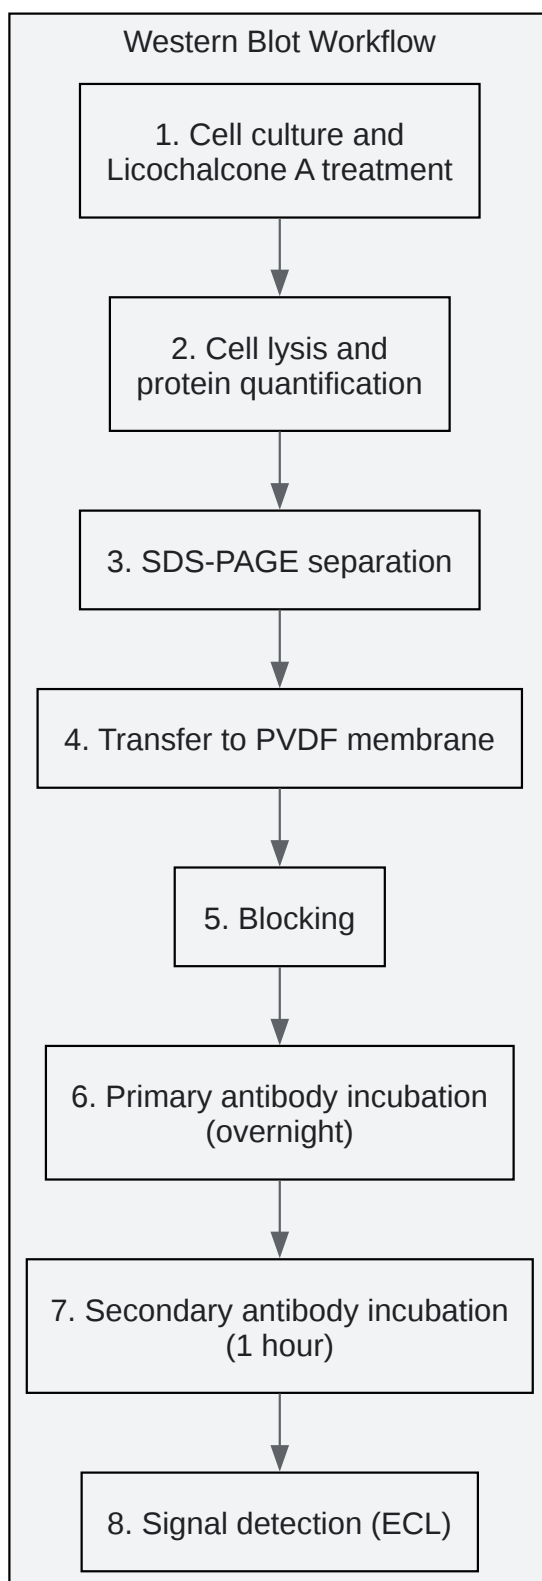 Western Blot Workflow
1. Cell culture and
Licochalcone A treatment
2. Cell lysis and
protein quantification
3. SDS-PAGE separation
4. Transfer to PVDF membrane
5. Blocking
6. Primary antibody incubation
(overnight)
7. Secondary antibody incubation
(1 hour)
8. Signal detection (ECL)